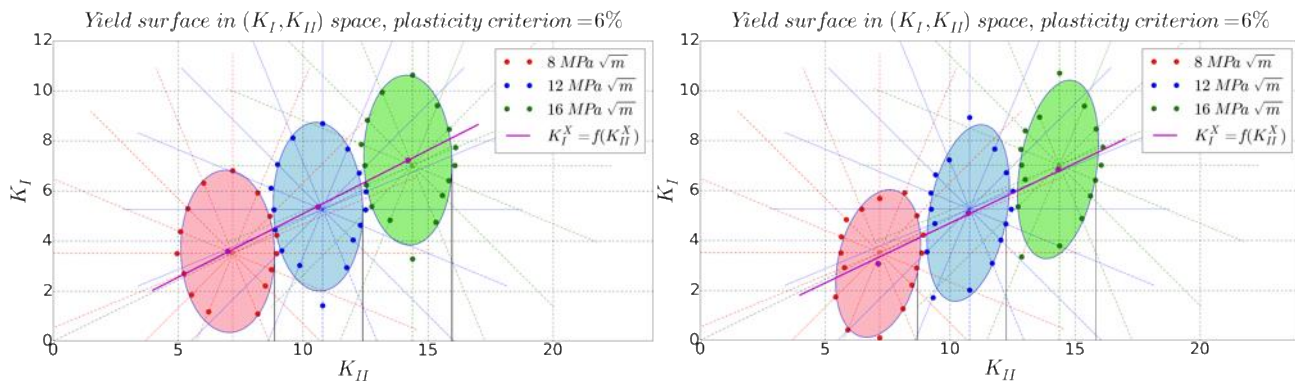 Yield surface in (K_I, K_II) space, plasticity criterion =6%
12
10
8
6
4
2
0
K_I
0 5 10 15 20
K_II
8 MPa √m
12 MPa √m
16 MPa √m
K_I^X = f(K_II^X)
Yield surface in (K_I, K_II) space, plasticity criterion =6%
12
10
8
6
4
2
0
K_I
0 5 10 15 20
K_II
8 MPa √m
12 MPa √m
16 MPa √m
K_I^X = f(K_II^X)